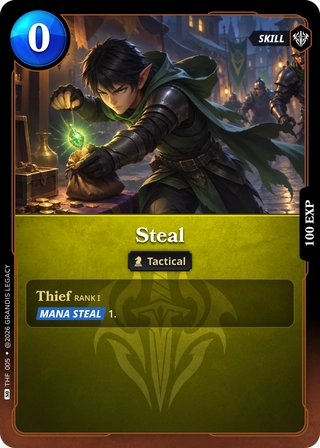 0
SKILL
100 EXP
Steal
Tactical
Thief RANK I
MANA STEAL 1.
THF 005 • @2026 GRANDIS LEGACY